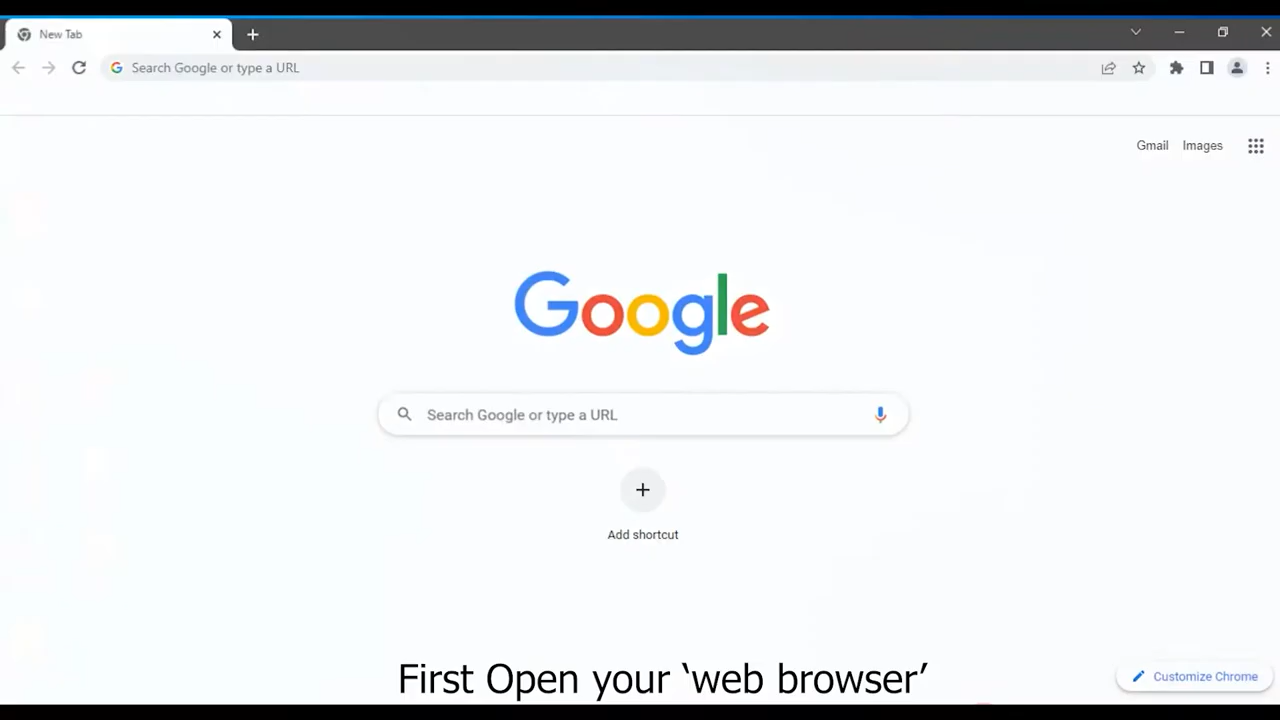 New Tab
Search Google or type a URL
Gmail Images
Google
Search Google or type a URL
Add shortcut
First Open your ‘web browser’
Customize Chrome